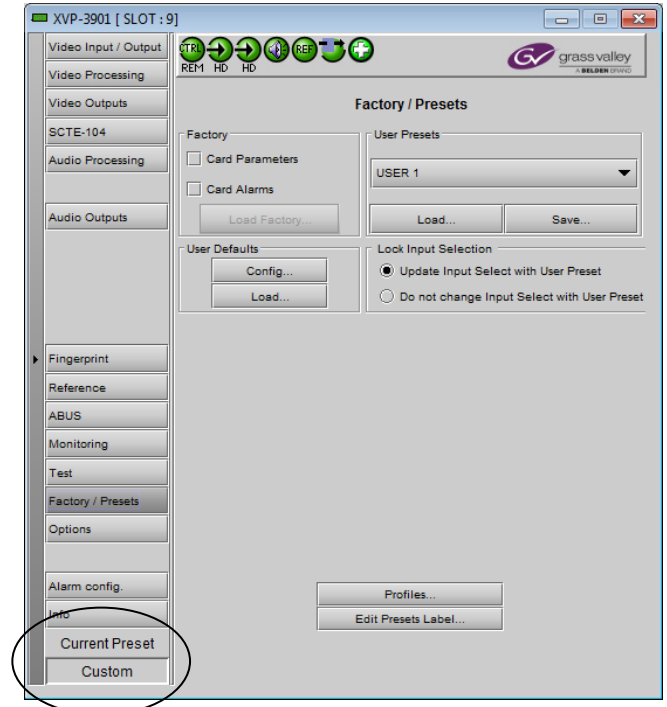 XVP-3901 [ SLOT : 9]
Video Input / Output
Video Processing
Video Outputs
SCTE-104
Audio Processing
Audio Outputs
Fingerprint
Reference
ABUS
Monitoring
Test
Factory / Presets
Options
Alarm config.
Info
Current Preset
Custom
CTRL REF
REM HD HD
GV grass valley
A BELDEN BRAND
Factory / Presets
Factory
Card Parameters
Card Alarms
Load Factory...
User Presets
USER 1
Load... Save...
User Defaults
Config...
Load...
Lock Input Selection
Update Input Select with User Preset
Do not change Input Select with User Preset
Profiles...
Edit Presets Label...